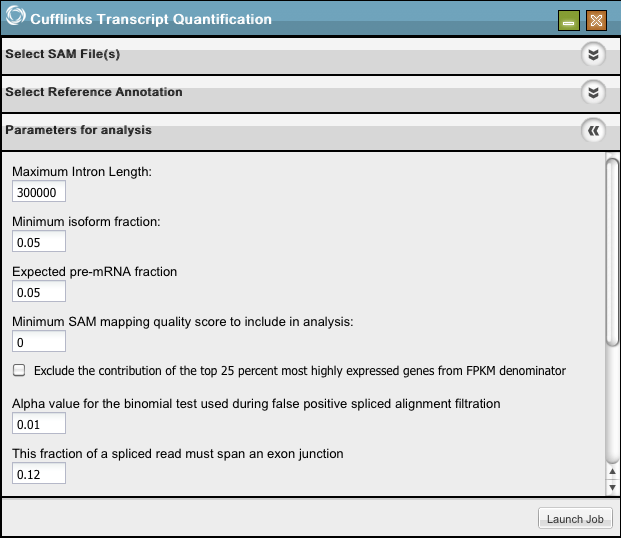 Cufflinks Transcript Quantification
Select SAM File(s)
Select Reference Annotation
Parameters for analysis
Maximum Intron Length:
300000
Minimum isoform fraction:
0.05
Expected pre-mRNA fraction
0.05
Minimum SAM mapping quality score to include in analysis:
0
Exclude the contribution of the top 25 percent most highly expressed genes from FPKM denominator
Alpha value for the binomial test used during false positive spliced alignment filtration
0.01
This fraction of a spliced read must span an exon junction
0.12
Launch Job